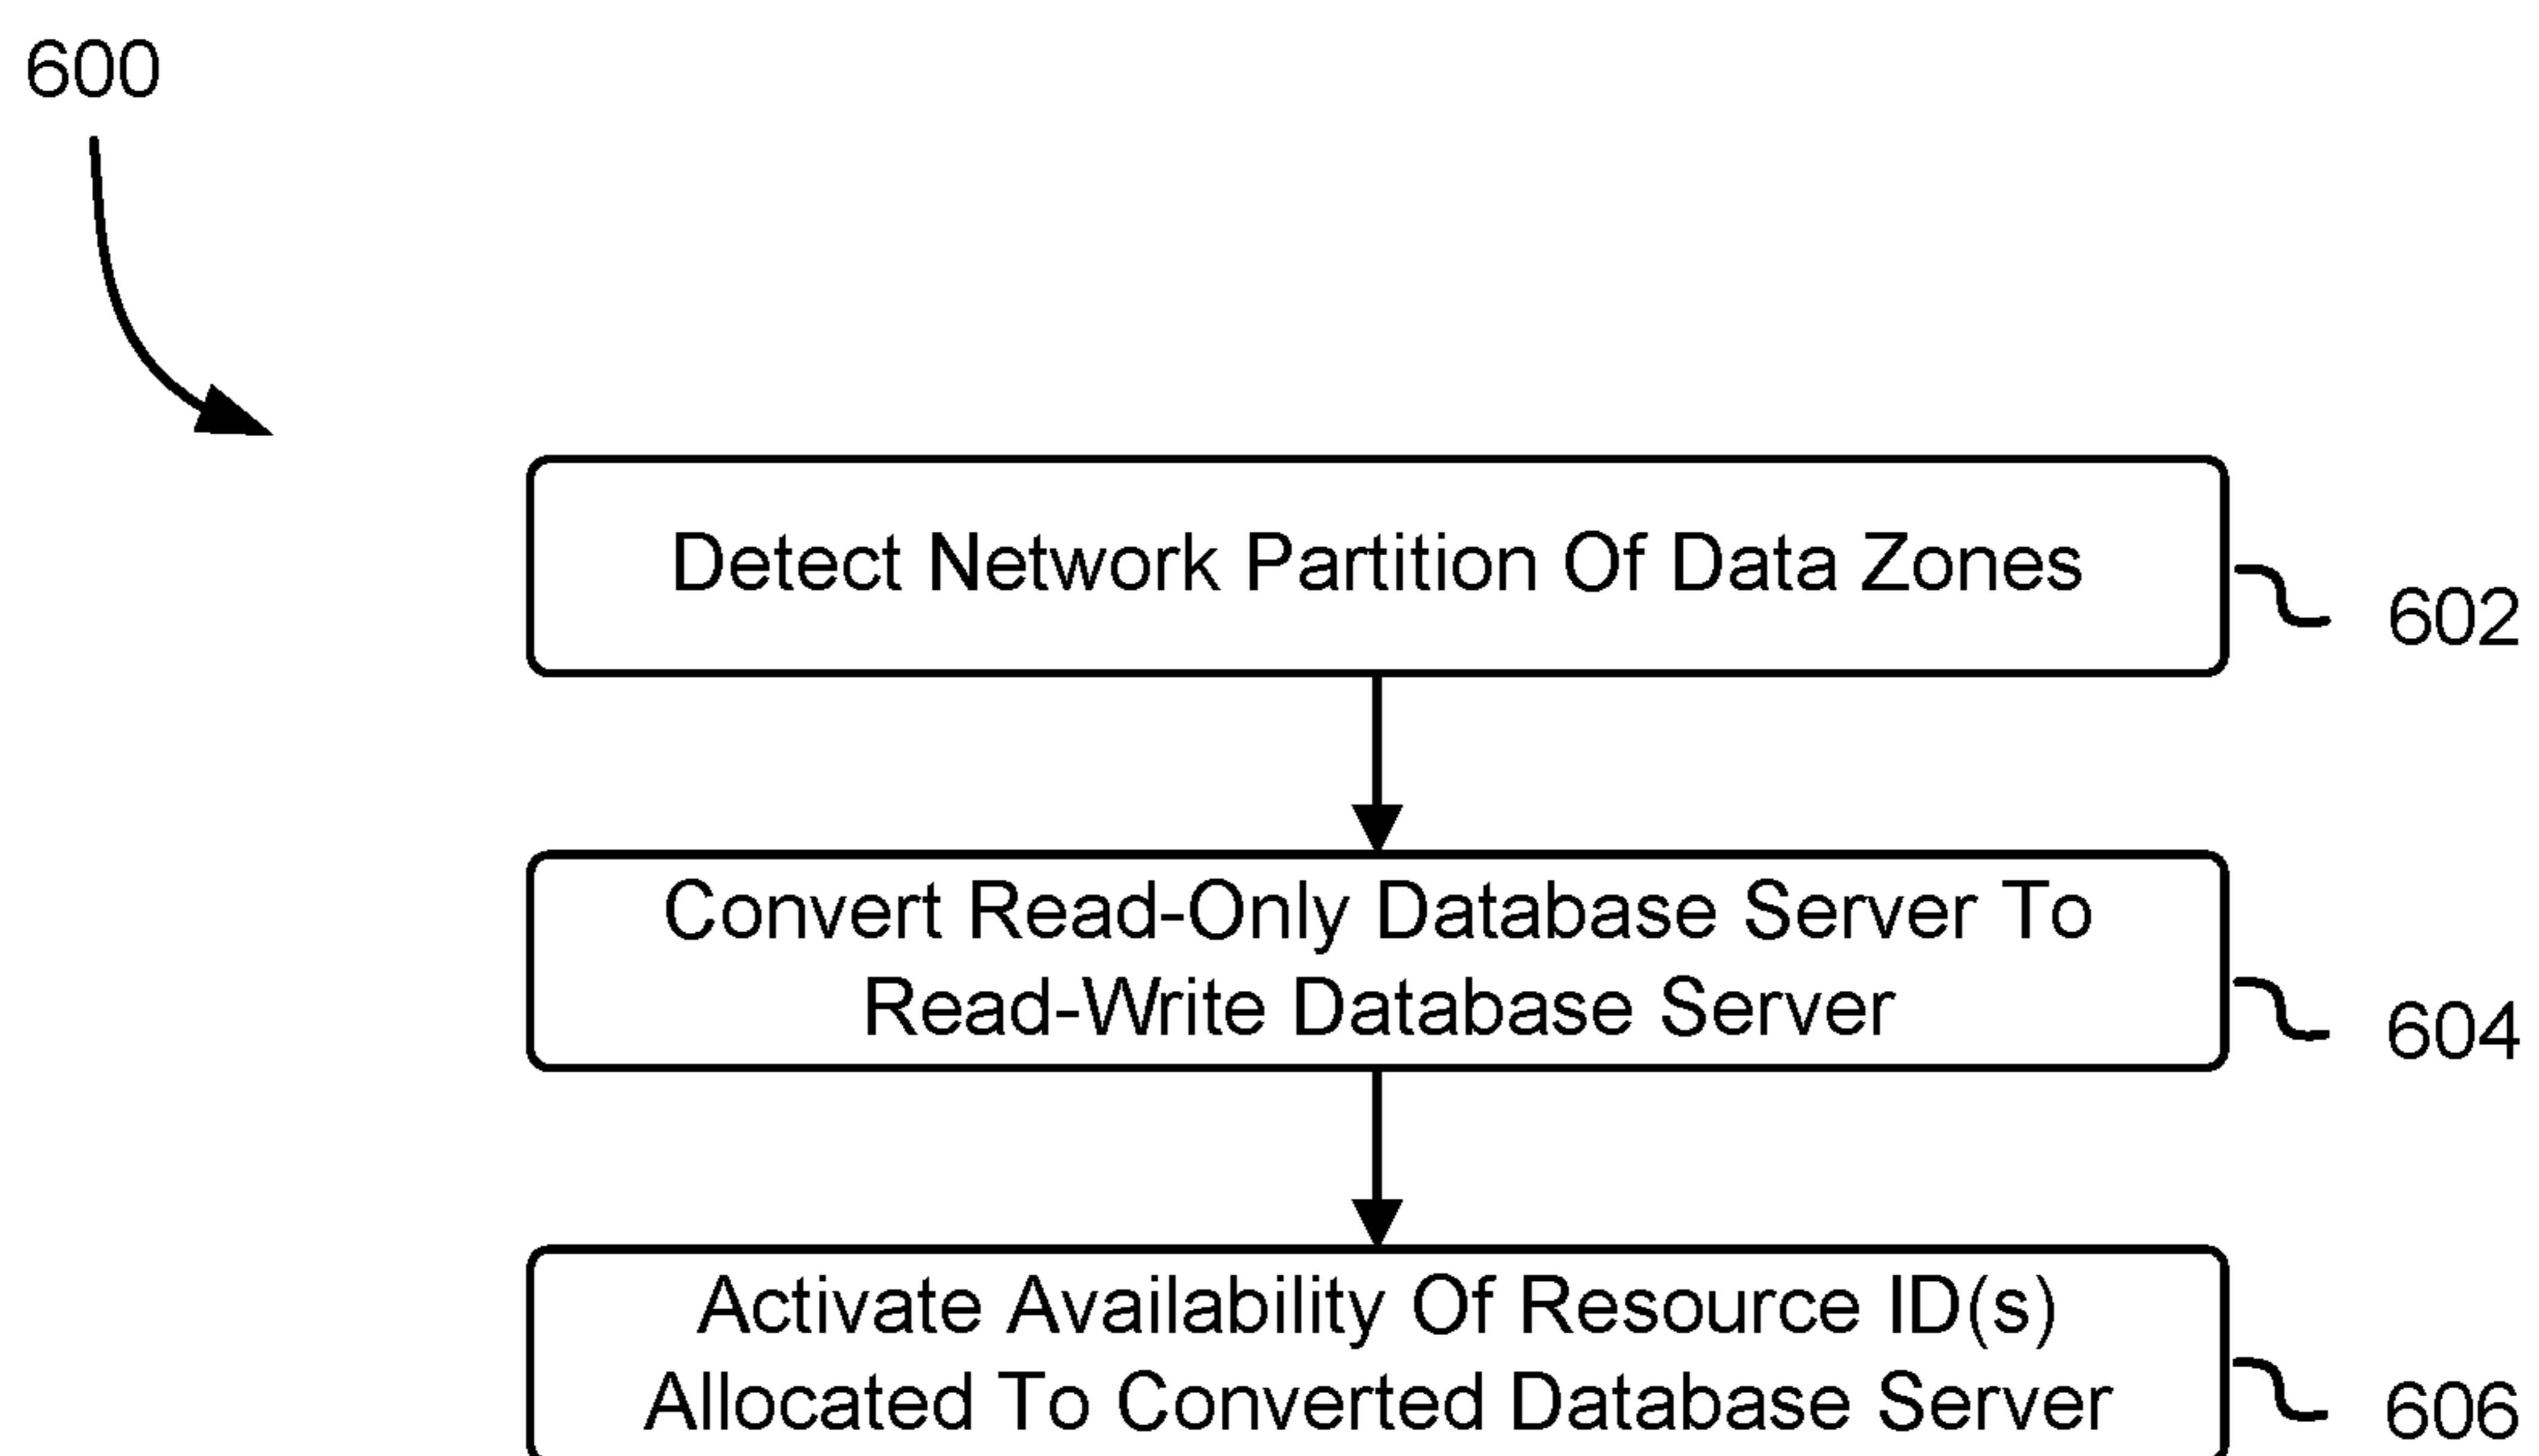 600
Detect Network Partition Of Data Zones
602
Convert Read-Only Database Server To
Read-Write Database Server
604
Activate Availability Of Resource ID(s)
Allocated To Converted Database Server
606